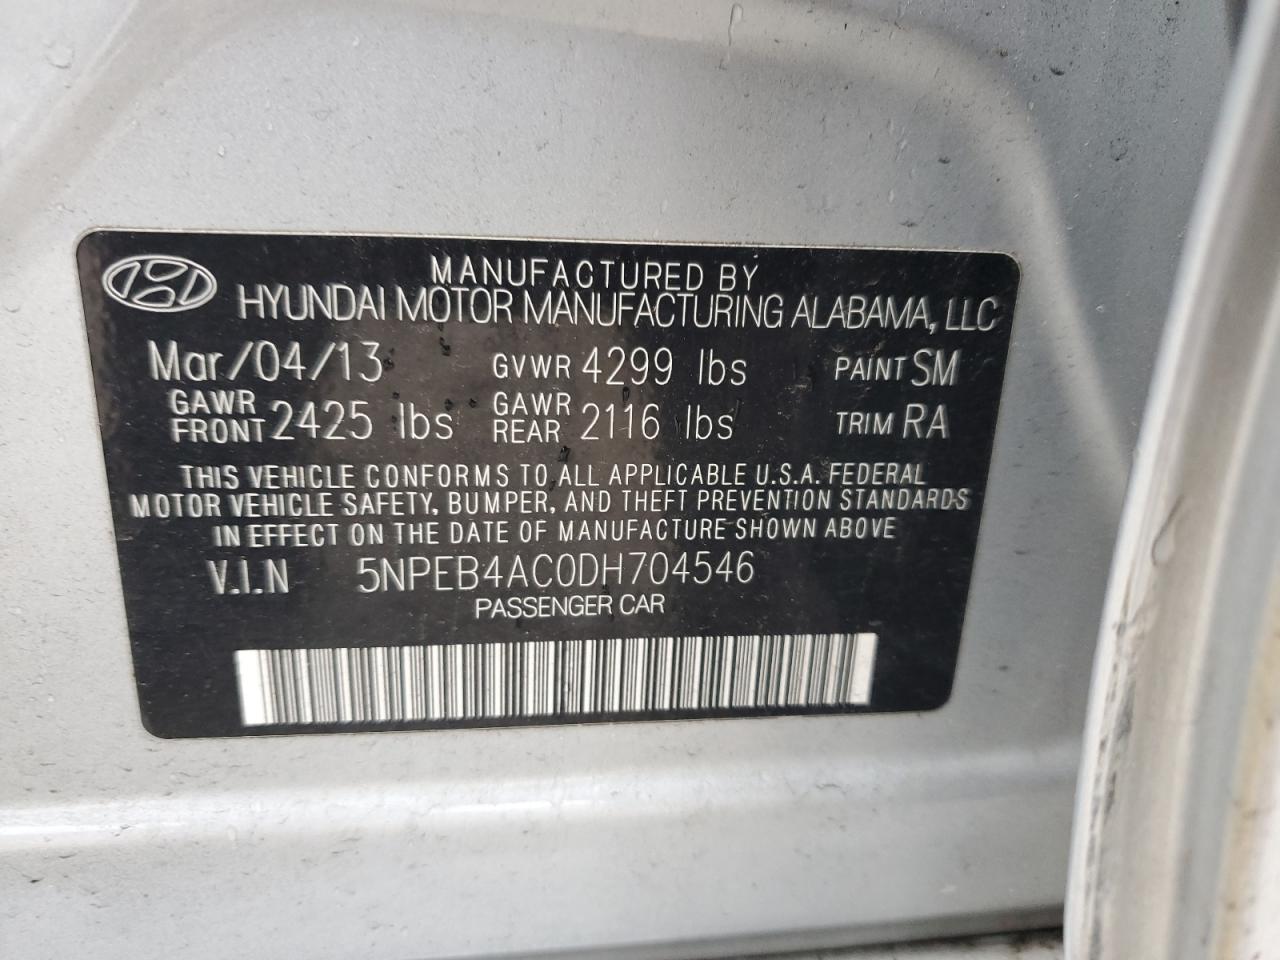 MANUFACTURED BY
HYUNDAI MOTOR MANUFACTURING ALABAMA, LLC
Mar/04/13 GVWR 4299 lbs PAINT SM
GAWR FRONT 2425 lbs GAWR REAR 2116 lbs TRIM RA
THIS VEHICLE CONFORMS TO ALL APPLICABLE U.S.A. FEDERAL
MOTOR VEHICLE SAFETY, BUMPER, AND THEFT PREVENTION STANDARDS
IN EFFECT ON THE DATE OF MANUFACTURE SHOWN ABOVE
V.I.N 5NPEB4AC0DH704546
PASSENGER CAR